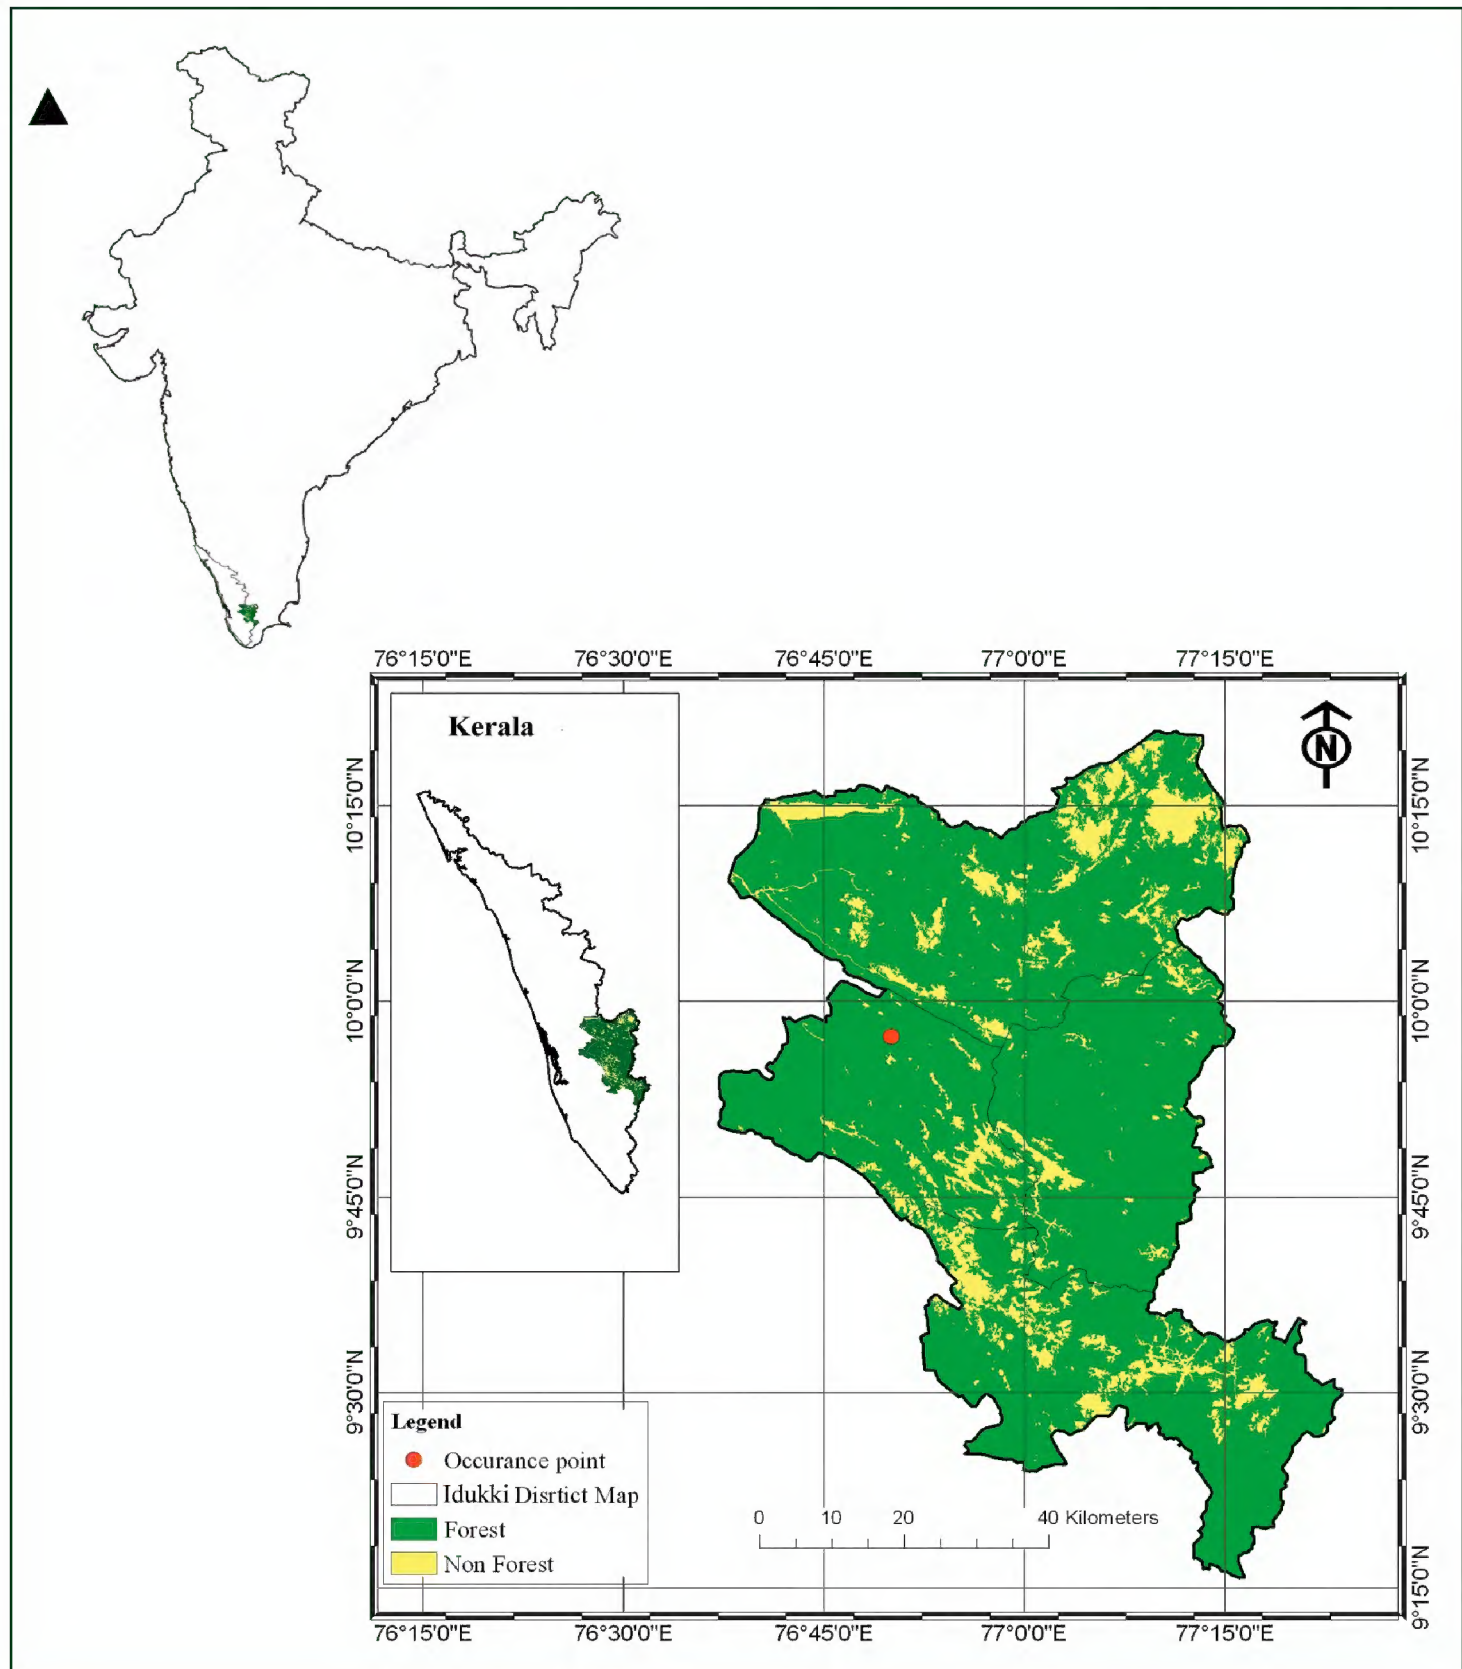 76°15'0"E 76°30'0"E 76°45'0"E 77°0'0"E 77°15'0"E
Kerala
N
10°15'0"N 10°15'0"N
10°0'0"N 10°0'0"N
9°45'0"N 9°45'0"N
9°30'0"N 9°30'0"N
9°15'0"N
Legend
Occurance point
Idukki Disrtict Map
Forest
Non Forest
0 10 20 40 Kilometers
76°15'0"E 76°30'0"E 76°45'0"E 77°0'0"E 77°15'0"E